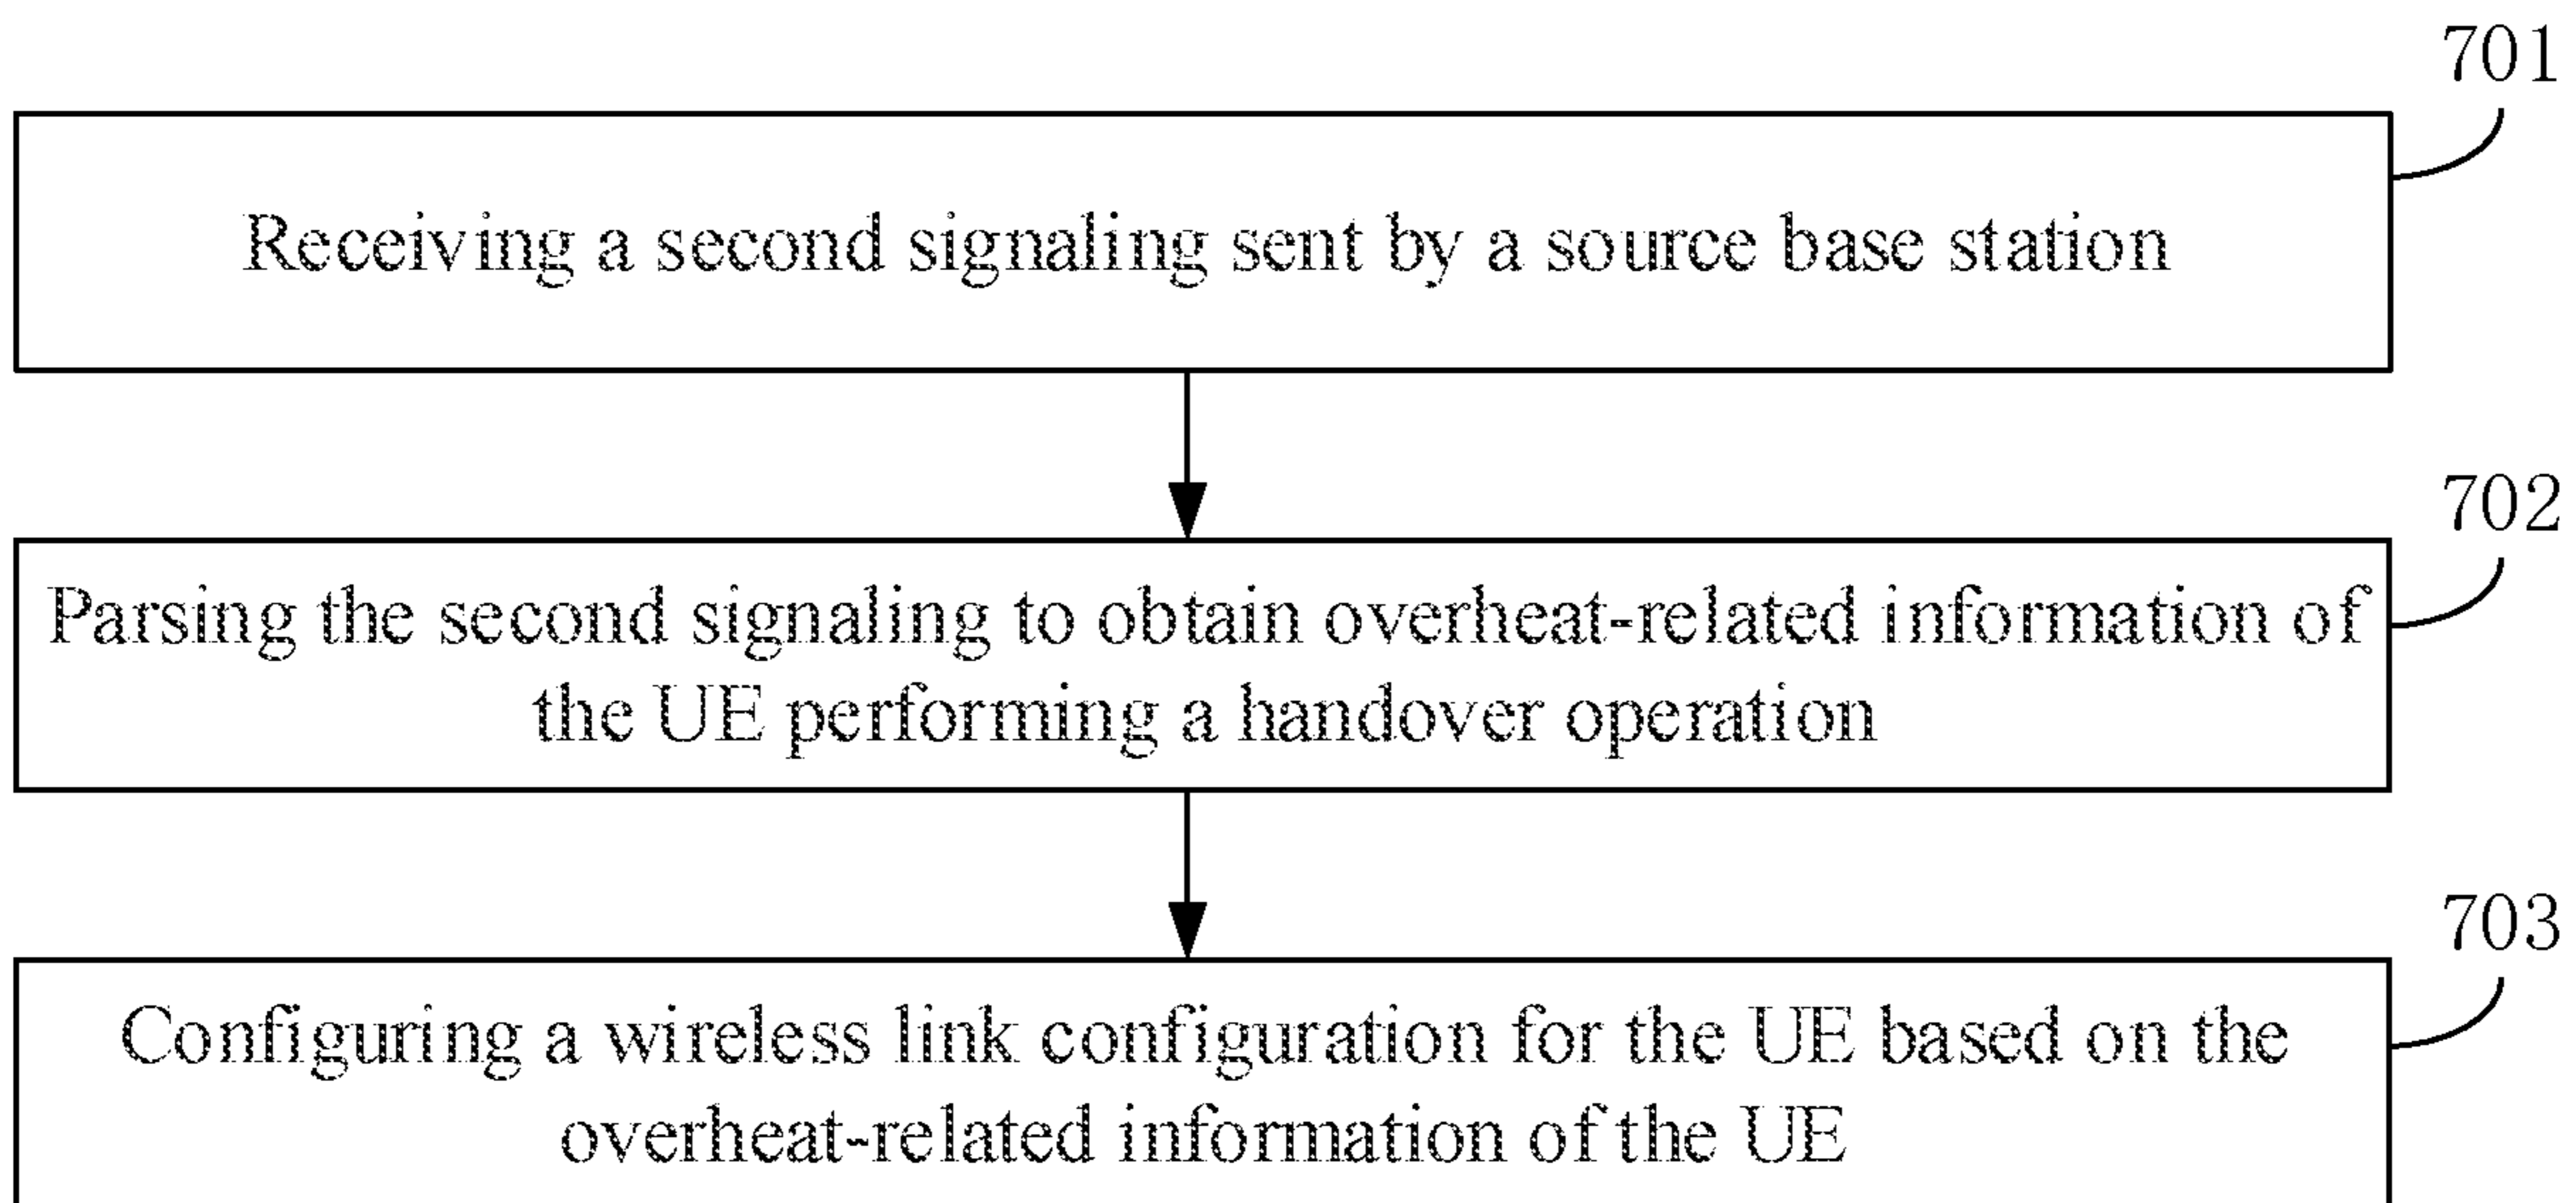 701
Receiving a second signaling sent by a source base station
702
Parsing the second signaling to obtain overheat-related information of
the UE performing a handover operation
703
Configuring a wireless link configuration for the UE based on the
overheat-related information of the UE